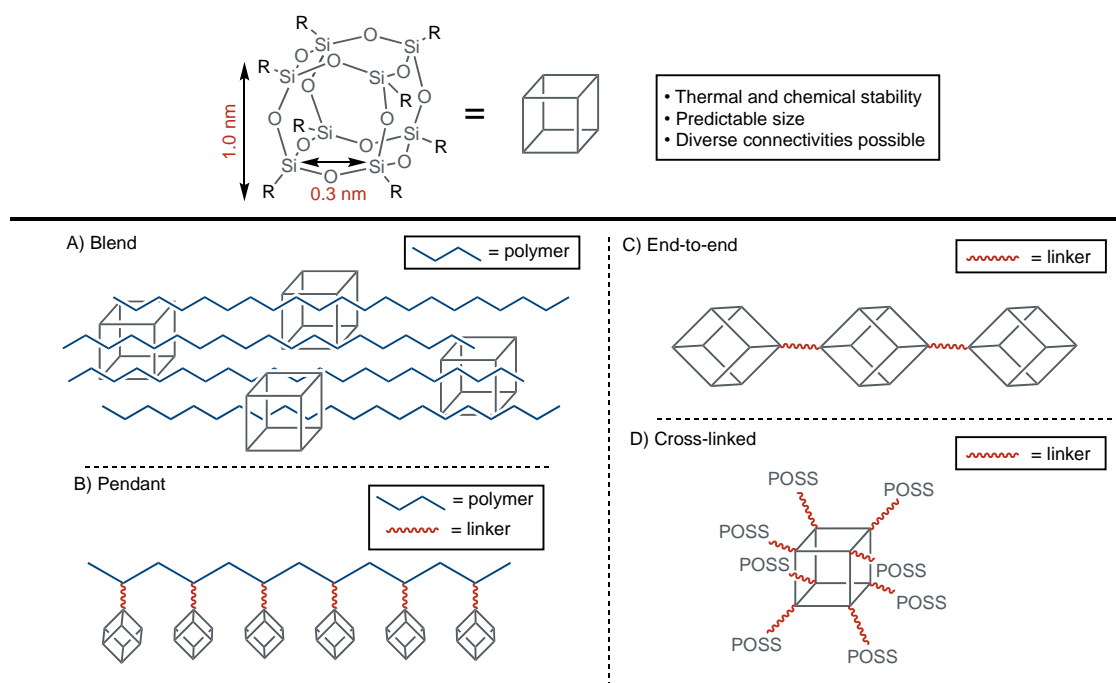 R
R
Si
O
Si
O
R
O
Si
O
Si
O
R
O
R
O
O
R
Si
Si
R
O
O
O
Si
Si
O
R
R
1.0 nm
0.3 nm
=
• Thermal and chemical stability
• Predictable size
• Diverse connectivities possible
A) Blend
= polymer
B) Pendant
= polymer
= linker
C) End-to-end
= linker
D) Cross-linked
= linker
POSS
POSS
POSS
POSS
POSS
POSS
POSS
POSS